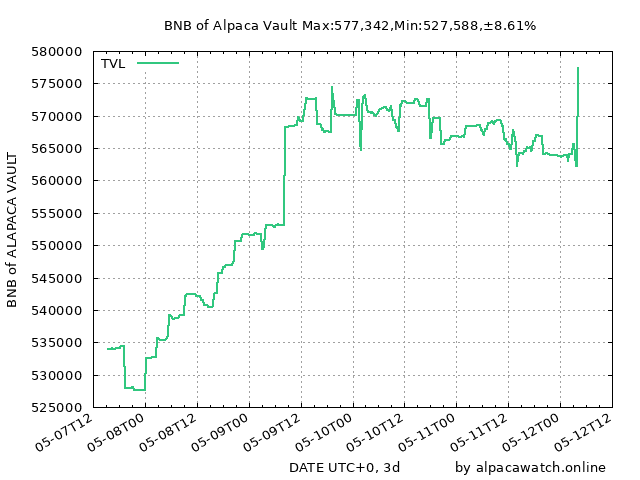 BNB of Alpaca Vault Max:577,342,Min:527,588,±8.61%
TVL
BNB of ALAPACA VAULT
580000
575000
570000
565000
560000
555000
550000
545000
540000
535000
530000
525000
05-07T12
05-08T00
05-08T12
05-09T00
05-09T12
05-10T00
05-10T12
05-11T00
05-11T12
05-12T00
05-12T12
DATE UTC+0, 3d
by alpacawatch.online